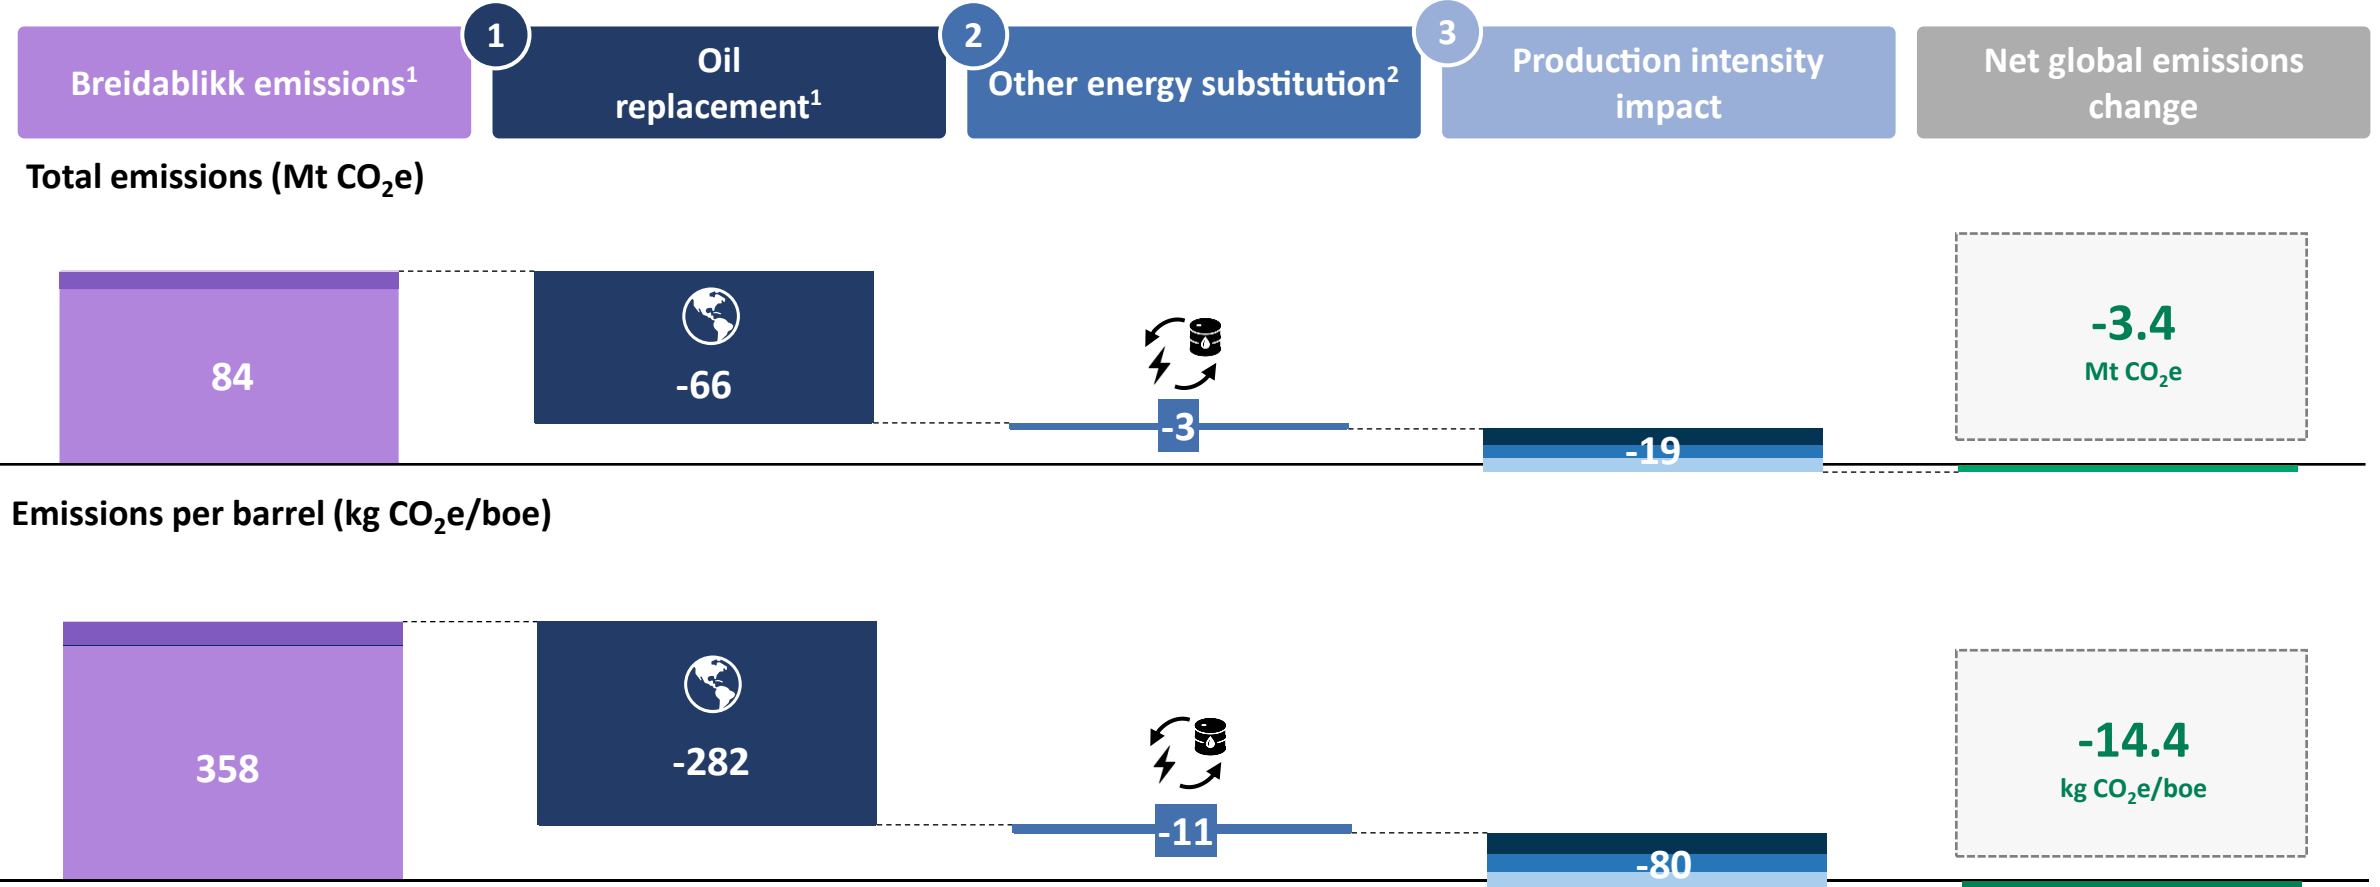 Breidablikk emissions¹
1
Oil
replacement¹
2
Other energy substitution²
3
Production intensity
impact
Net global emissions
change
Total emissions (Mt CO₂e)
84
-66
-3
-19
-3.4
Mt CO₂e
Emissions per barrel (kg CO₂e/boe)
358
-282
-11
-80
-14.4
kg CO₂e/boe